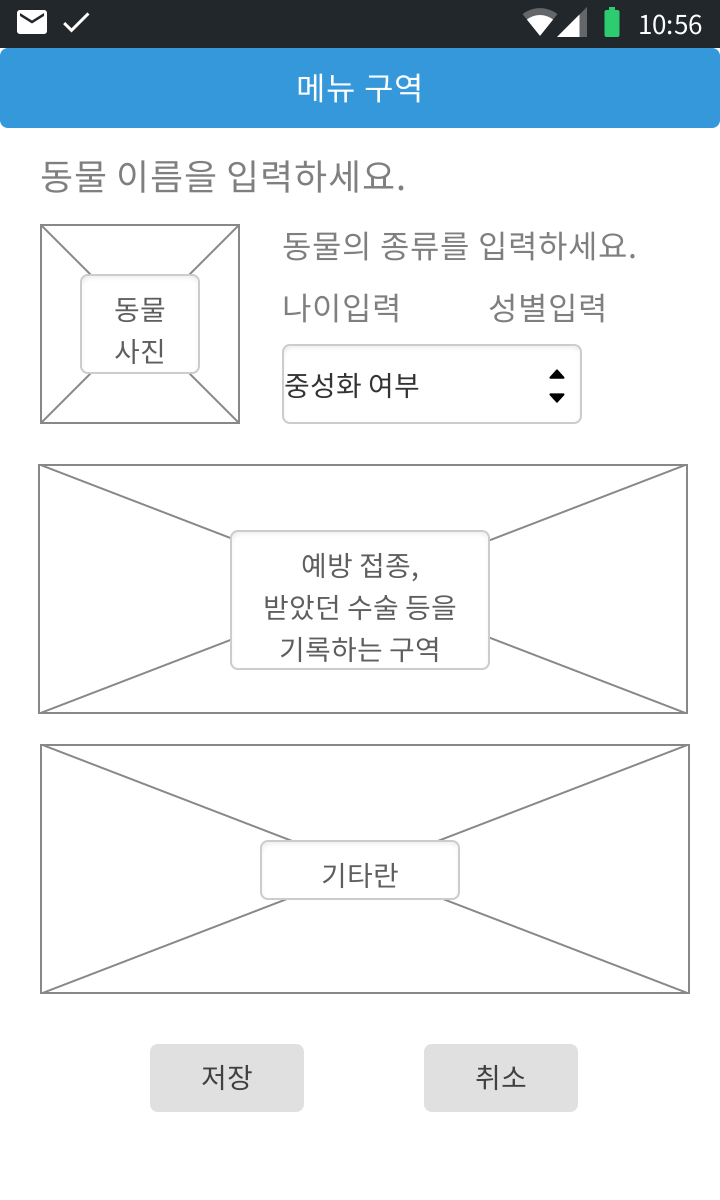 10:56
메뉴 구역
동물 이름을 입력하세요.
동물
사진
동물의 종류를 입력하세요.
나이입력 성별입력
중성화 여부
예방 접종,
받았던 수술 등을
기록하는 구역
기타란
저장 취소